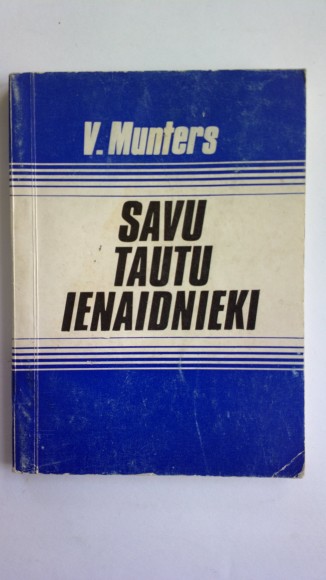 V. Munters
SAVU
TAUTU
IENAIDNIEKI